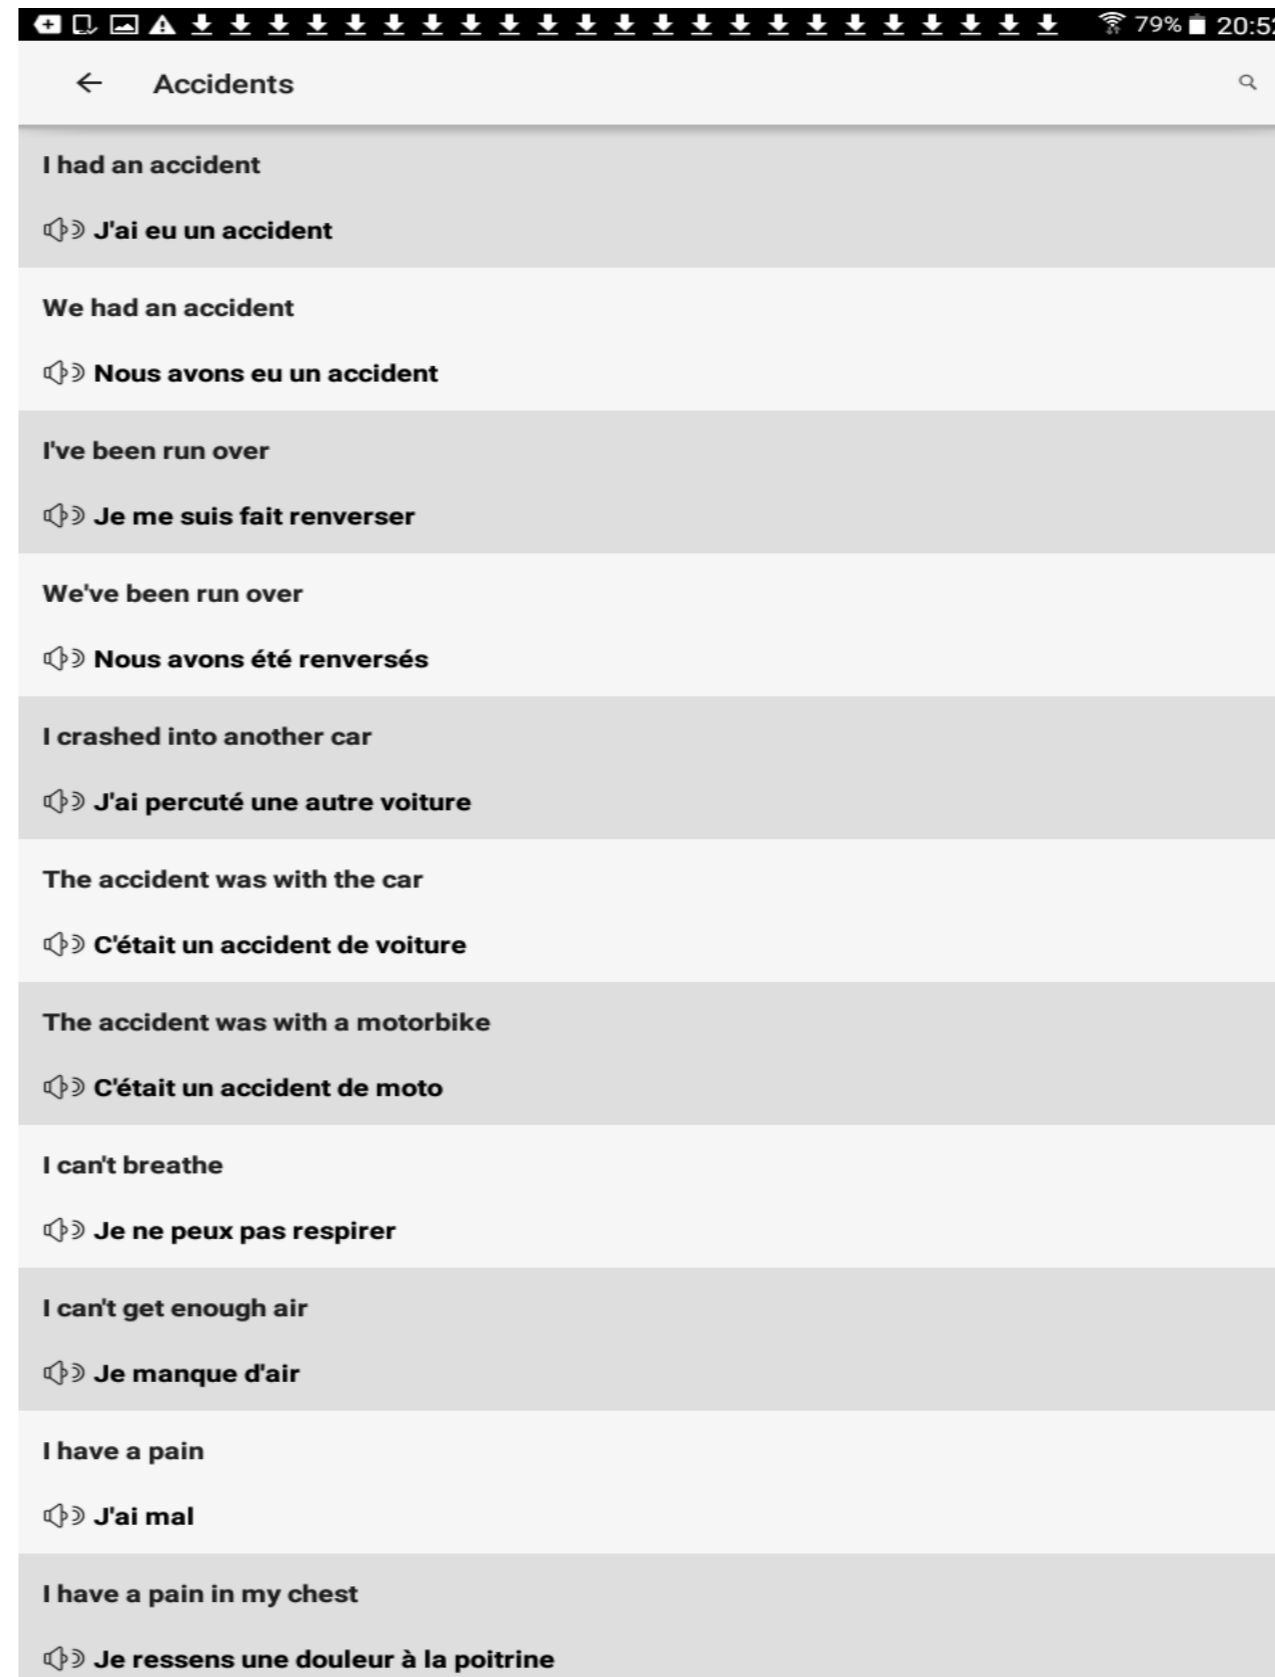 79% 20:52
Accidents
I had an accident
J'ai eu un accident
We had an accident
Nous avons eu un accident
I've been run over
Je me suis fait renverser
We've been run over
Nous avons été renversés
I crashed into another car
J'ai percuté une autre voiture
The accident was with the car
C'était un accident de voiture
The accident was with a motorbike
C'était un accident de moto
I can't breathe
Je ne peux pas respirer
I can't get enough air
Je manque d'air
I have a pain
J'ai mal
I have a pain in my chest
Je ressens une douleur à la poitrine